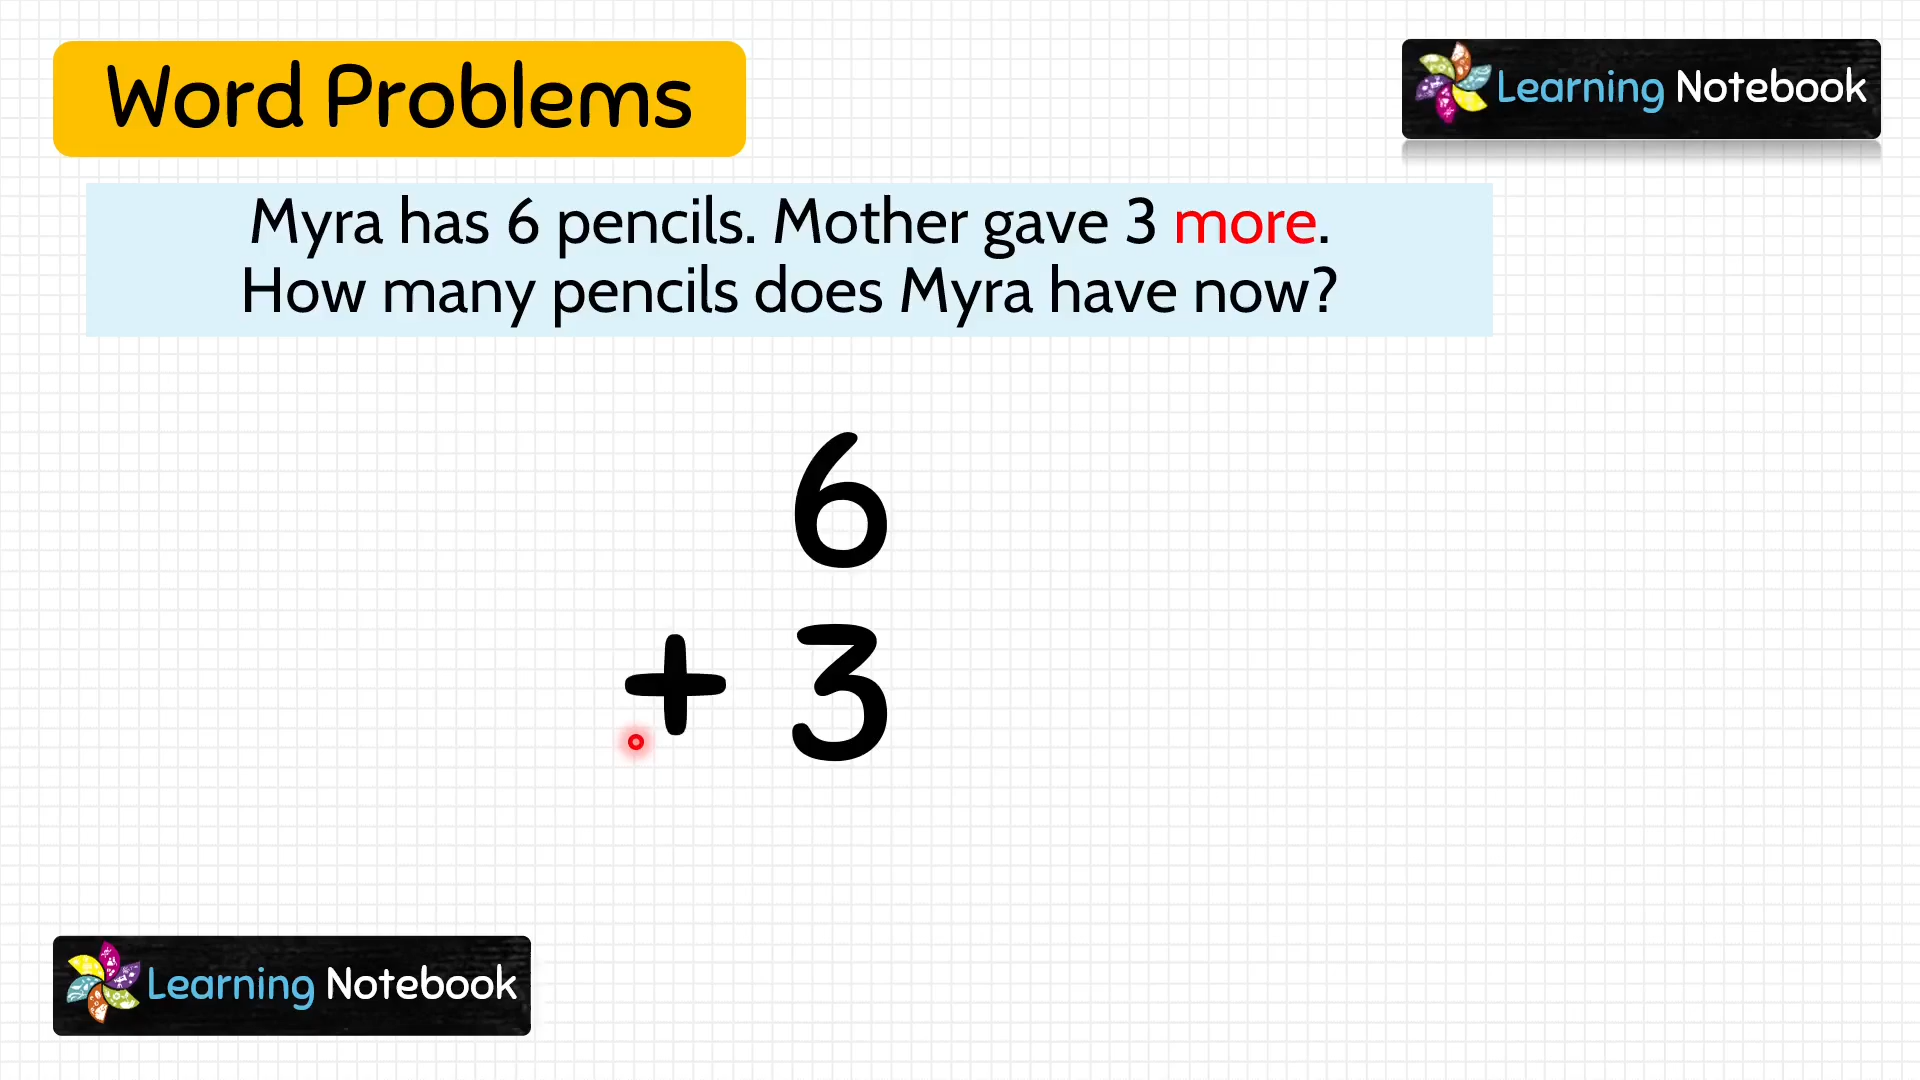 Word Problems
Learning Notebook
Myra has 6 pencils. Mother gave 3 more.
How many pencils does Myra have now?
6
+ 3
Learning Notebook